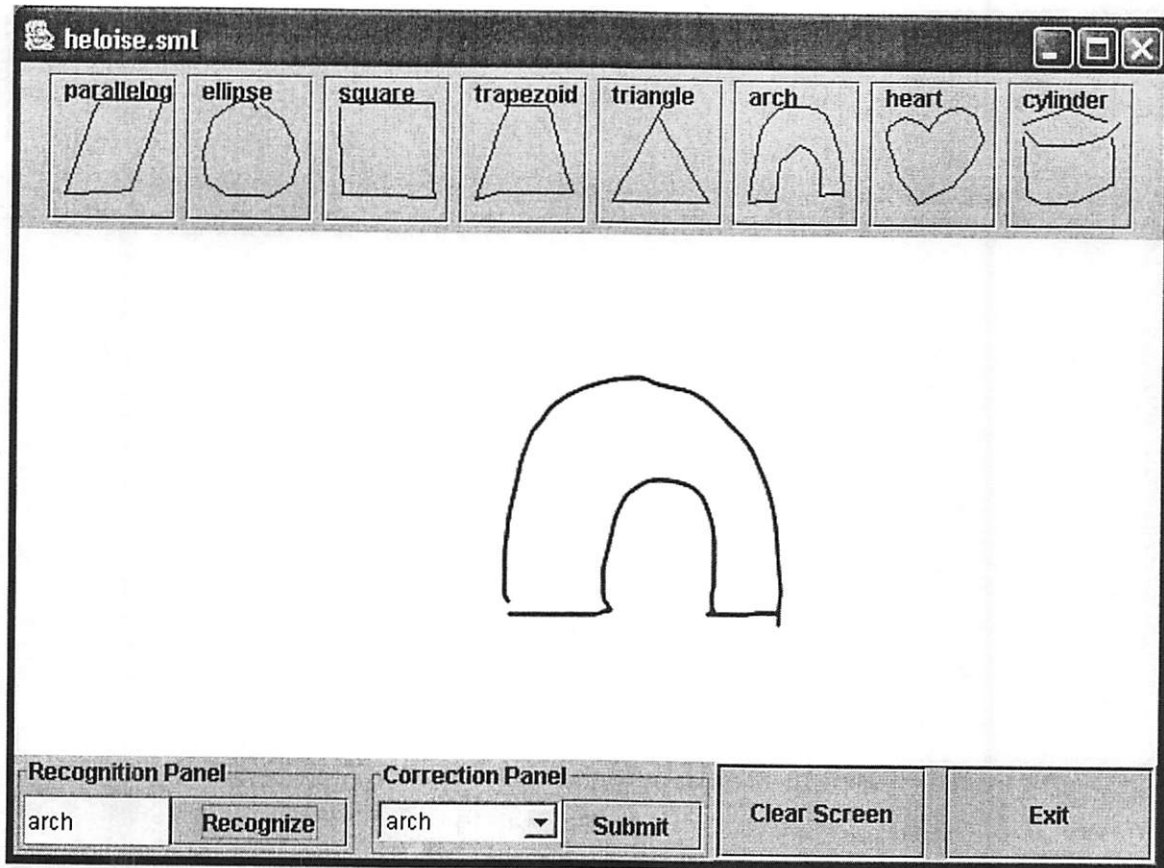 heloise.sml
parallelog ellipse square trapezoid triangle arch heart cylinder
Recognition Panel Correction Panel
arch Recognize arch Submit Clear Screen Exit